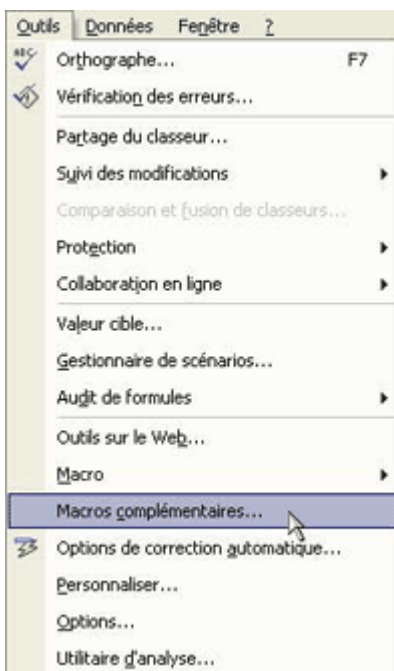 Outils Données Fenêtre ?
Orthographe... F7
Vérification des erreurs...
Partage du classeur...
Suivi des modifications
Comparaison et fusion de classeurs...
Protection
Collaboration en ligne
Valeur cible...
Gestionnaire de scénarios...
Audit de formules
Outils sur le Web...
Macro
Macros complémentaires...
Options de correction automatique...
Personnaliser...
Options...
Utilitaire d'analyse...